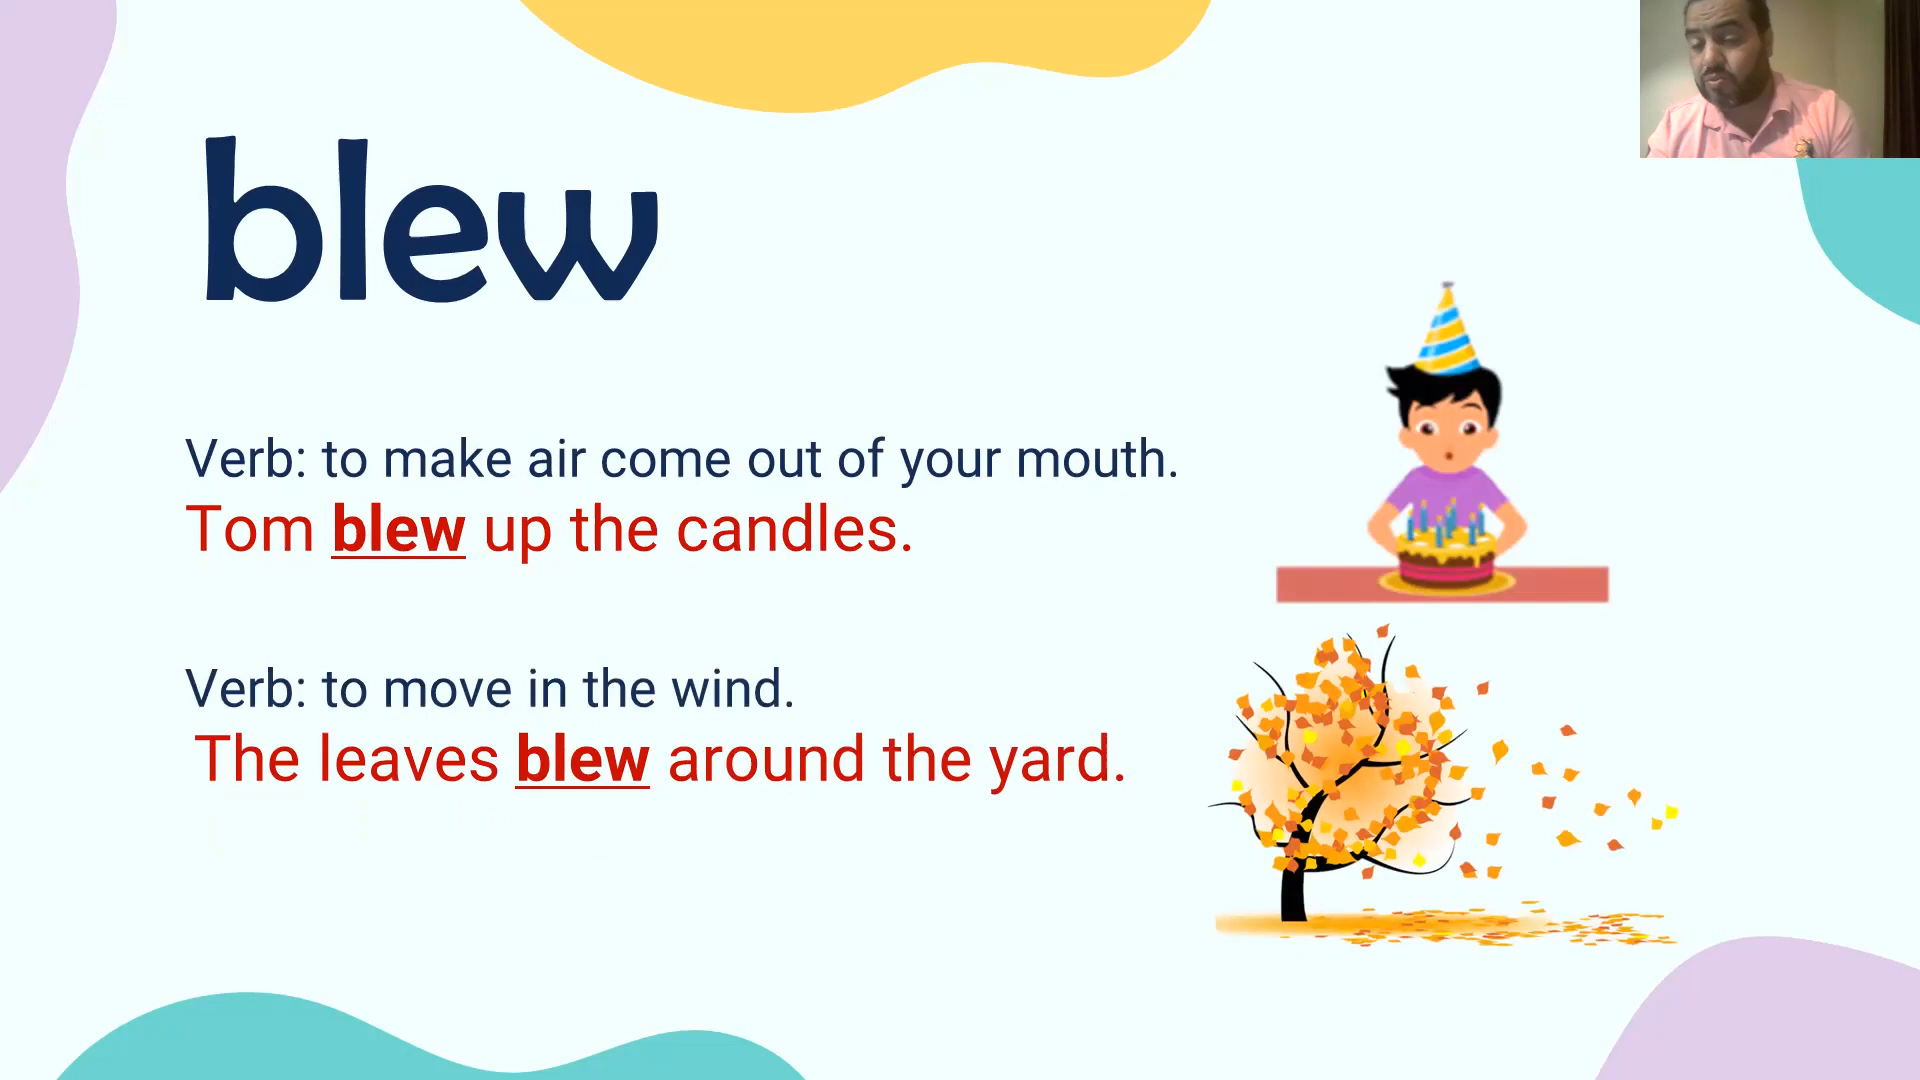 blew
Verb: to make air come out of your mouth.
Tom blew up the candles.
Verb: to move in the wind.
The leaves blew around the yard.